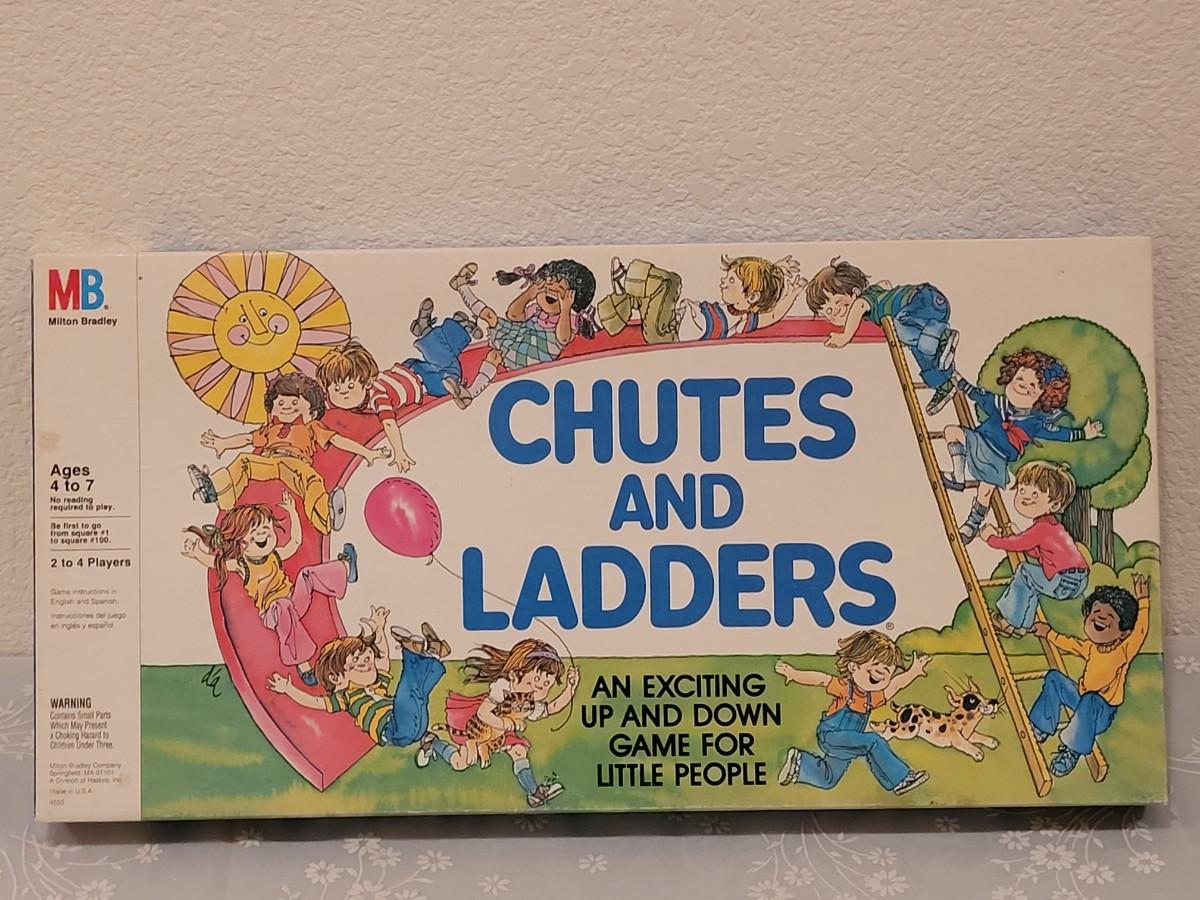 MB®
Milton Bradley
Ages
4 to 7
No reading
required to play.
Be first to go
from square #1
to square #100.
2 to 4 Players
Game instructions in
English and Spanish.
Instrucciones del juego
en inglés y español.
WARNING
Contains Small Parts
Which May Present
a Choking Hazard to
Children Under Three.
Milton Bradley Company
Springfield, MA 01101
A Division of Hasbro, Inc.
Made in U.S.A.
4555
CHUTES
AND
LADDERS®
AN EXCITING
UP AND DOWN
GAME FOR
LITTLE PEOPLE